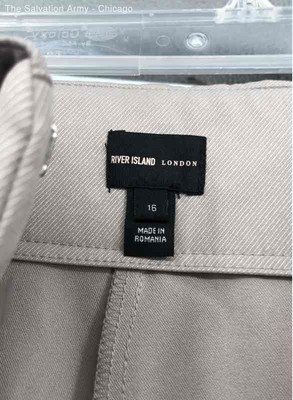 The Salvation Army - Chicago
RIVER ISLAND LONDON
16
MADE IN
ROMANIA